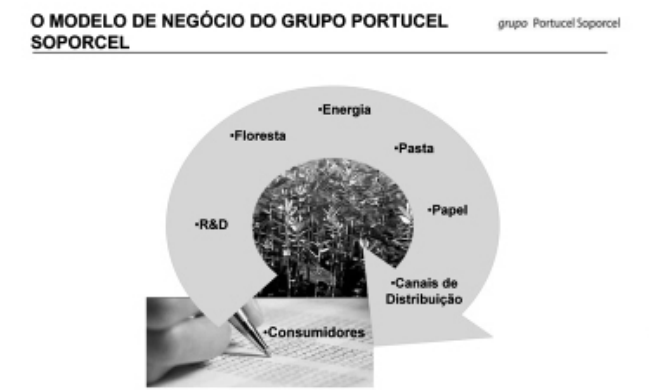 O MODELO DE NEGÓCIO DO GRUPO PORTUCEL
SOPORCEL
grupo Portucel Soporcel
•Energia
•Floresta
•Pasta
•R&D
•Papel
•Canais de
Distribuição
•Consumidores